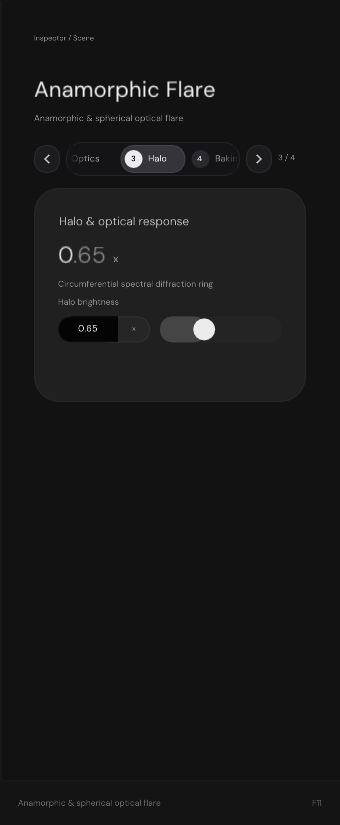 Inspector / Scene
Anamorphic Flare
Anamorphic & spherical optical flare
Optics 3 Halo 4 Bakin 3 / 4
Halo & optical response
0.65 x
Circumferential spectral diffraction ring
Halo brightness
0.65 x
Anamorphic & spherical optical flare F11